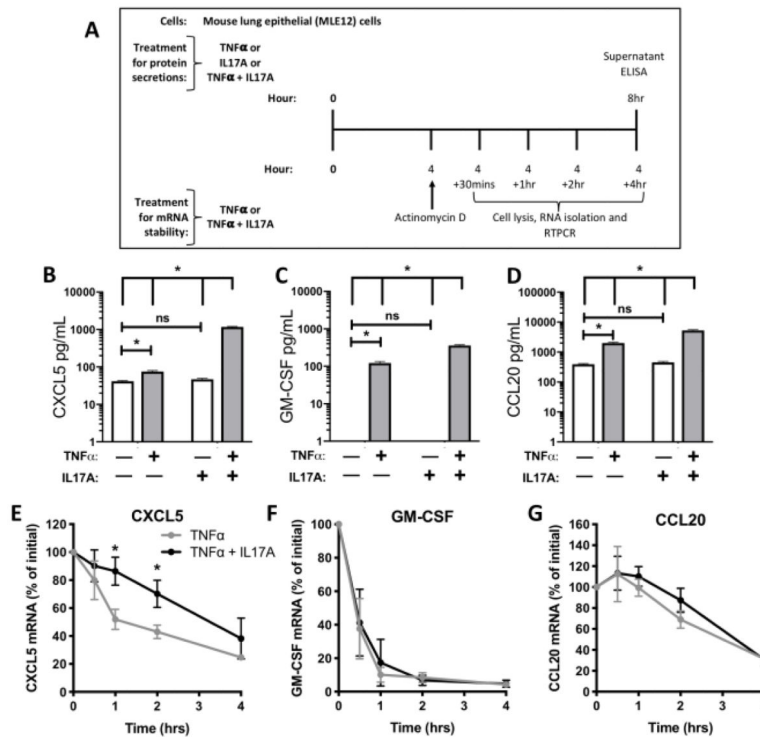 A
Cells: Mouse lung epithelial (MLE12) cells
Treatment
for protein
secretions:
TNFα or
IL17A or
TNFα + IL17A
Supernatant
ELISA
Hour: 0 8hr
Hour: 0 4 4 4 4 4
+30mins +1hr +2hr +4hr
Treatment
for mRNA
stability:
TNFα or
TNFα + IL17A
Actinomycin D
Cell lysis, RNA isolation and
RTPCR
B
*
ns
*
10000
1000
100
10
1
CXCL5 pg/mL
TNFα: — + — +
IL17A: — — + +
C
*
ns
*
10000
1000
100
10
1
GM-CSF pg/mL
— + — +
— — + +
D
*
ns
*
100000
10000
1000
100
10
1
CCL20 pg/mL
— + — +
— — + +
E
CXCL5
TNFα
TNFα + IL17A
* *
120
100
80
60
40
20
0
CXCL5 mRNA (% of initial)
0 1 2 3 4
Time (hrs)
F
GM-CSF
100
80
60
40
20
0
GM-CSF mRNA (% of initial)
0 1 2 3 4
Time (hrs)
G
CCL20
160
140
120
100
80
60
40
20
0
CCL20 mRNA (% of initial)
0 1 2 3
Time (hrs)